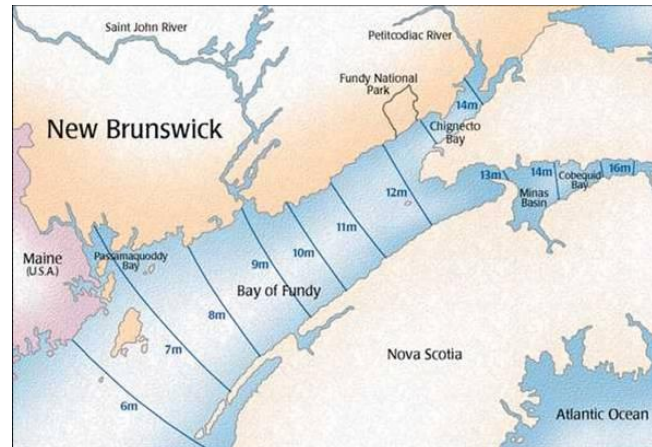 Saint John River
Petitcodiac River
Fundy National
Park
14m
New Brunswick
Chignecto
Bay
13m
14m
Cobequid
Bay
16m
12m
Minas
Basin
11m
10m
Maine
(U.S.A.)
Passamaquoddy
Bay
9m
Bay of Fundy
8m
7m
Nova Scotia
6m
Atlantic Ocean